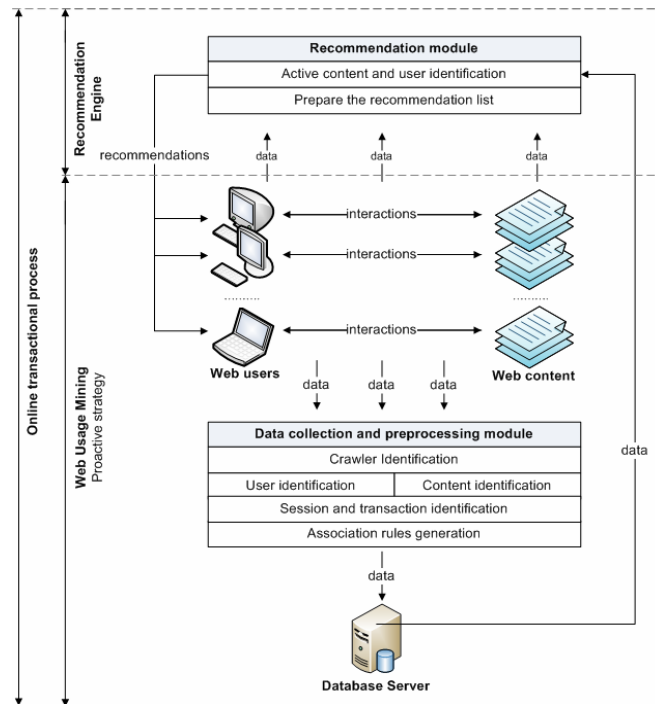 Online transactional process
Recommendation
Engine
Web Usage Mining
Proactive strategy
Recommendation module
Active content and user identification
Prepare the recommendation list
recommendations
data
data
data
interactions
interactions
interactions
Web users
Web content
data
data
data
Data collection and preprocessing module
Crawler Identification
User identification
Content identification
Session and transaction identification
Association rules generation
data
data
Database Server